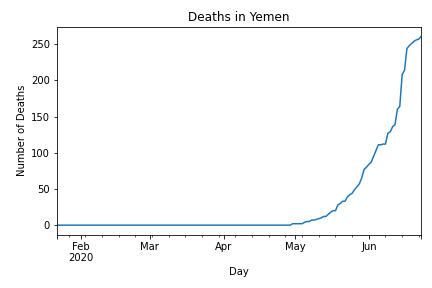 Deaths in Yemen
Number of Deaths
250
200
150
100
50
0
Feb
2020
Mar
Apr
May
Jun
Day